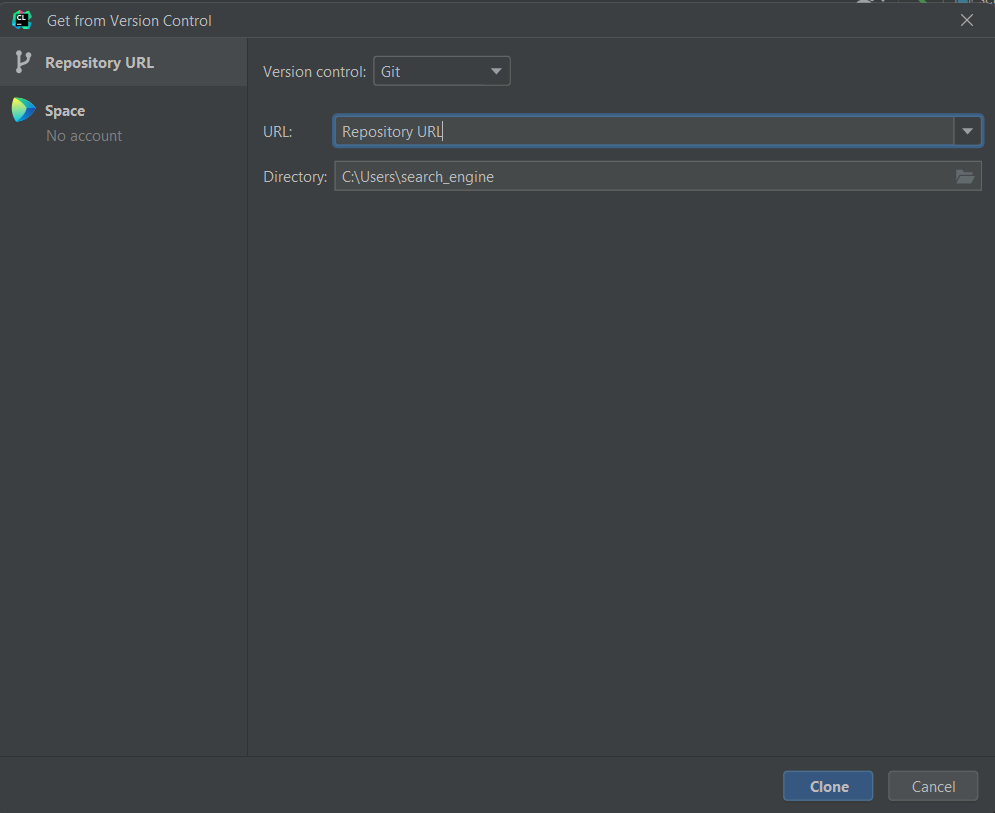 CL
Get from Version Control
Repository URL
Space
No account
Version control: Git
URL: Repository URL
Directory: C:\Users\search_engine
Clone Cancel